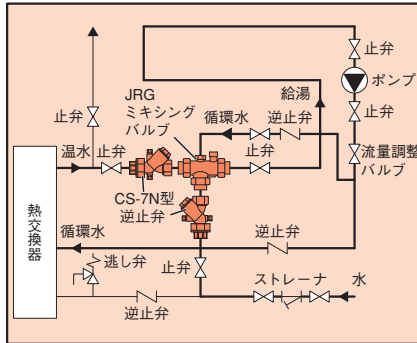 止弁
ポンプ
JRG
ミキシング
バルブ
給湯
循環水
逆止弁
止弁
止弁
温水
止弁
止弁
流量調整
バルブ
CS-7N型
逆止弁
熱交換器
循環水
逆止弁
逃し弁
止弁
ストレーナ
水
逆止弁